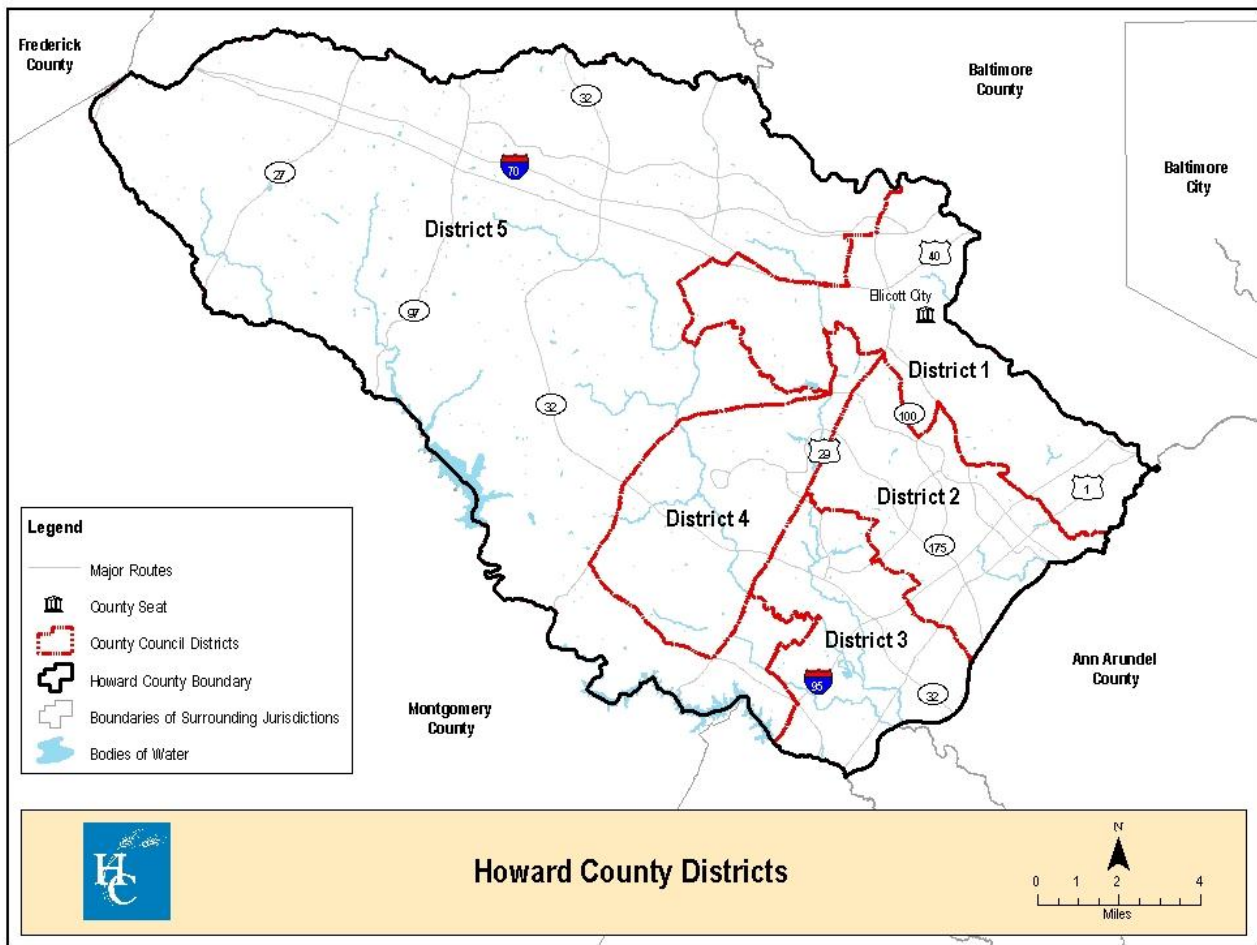 Frederick
County
Baltimore
County
32
Baltimore
City
70
27
District 5
40
Ellicott City
97
District 1
32
100
29
1
District 2
District 4
175
Legend
Major Routes
County Seat
County Council Districts
Howard County Boundary
Boundaries of Surrounding Jurisdictions
Bodies of Water
District 3
95
32
Ann Arundel
County
Montgomery
County
HC
Howard County Districts
N
0 1 2 4
Miles